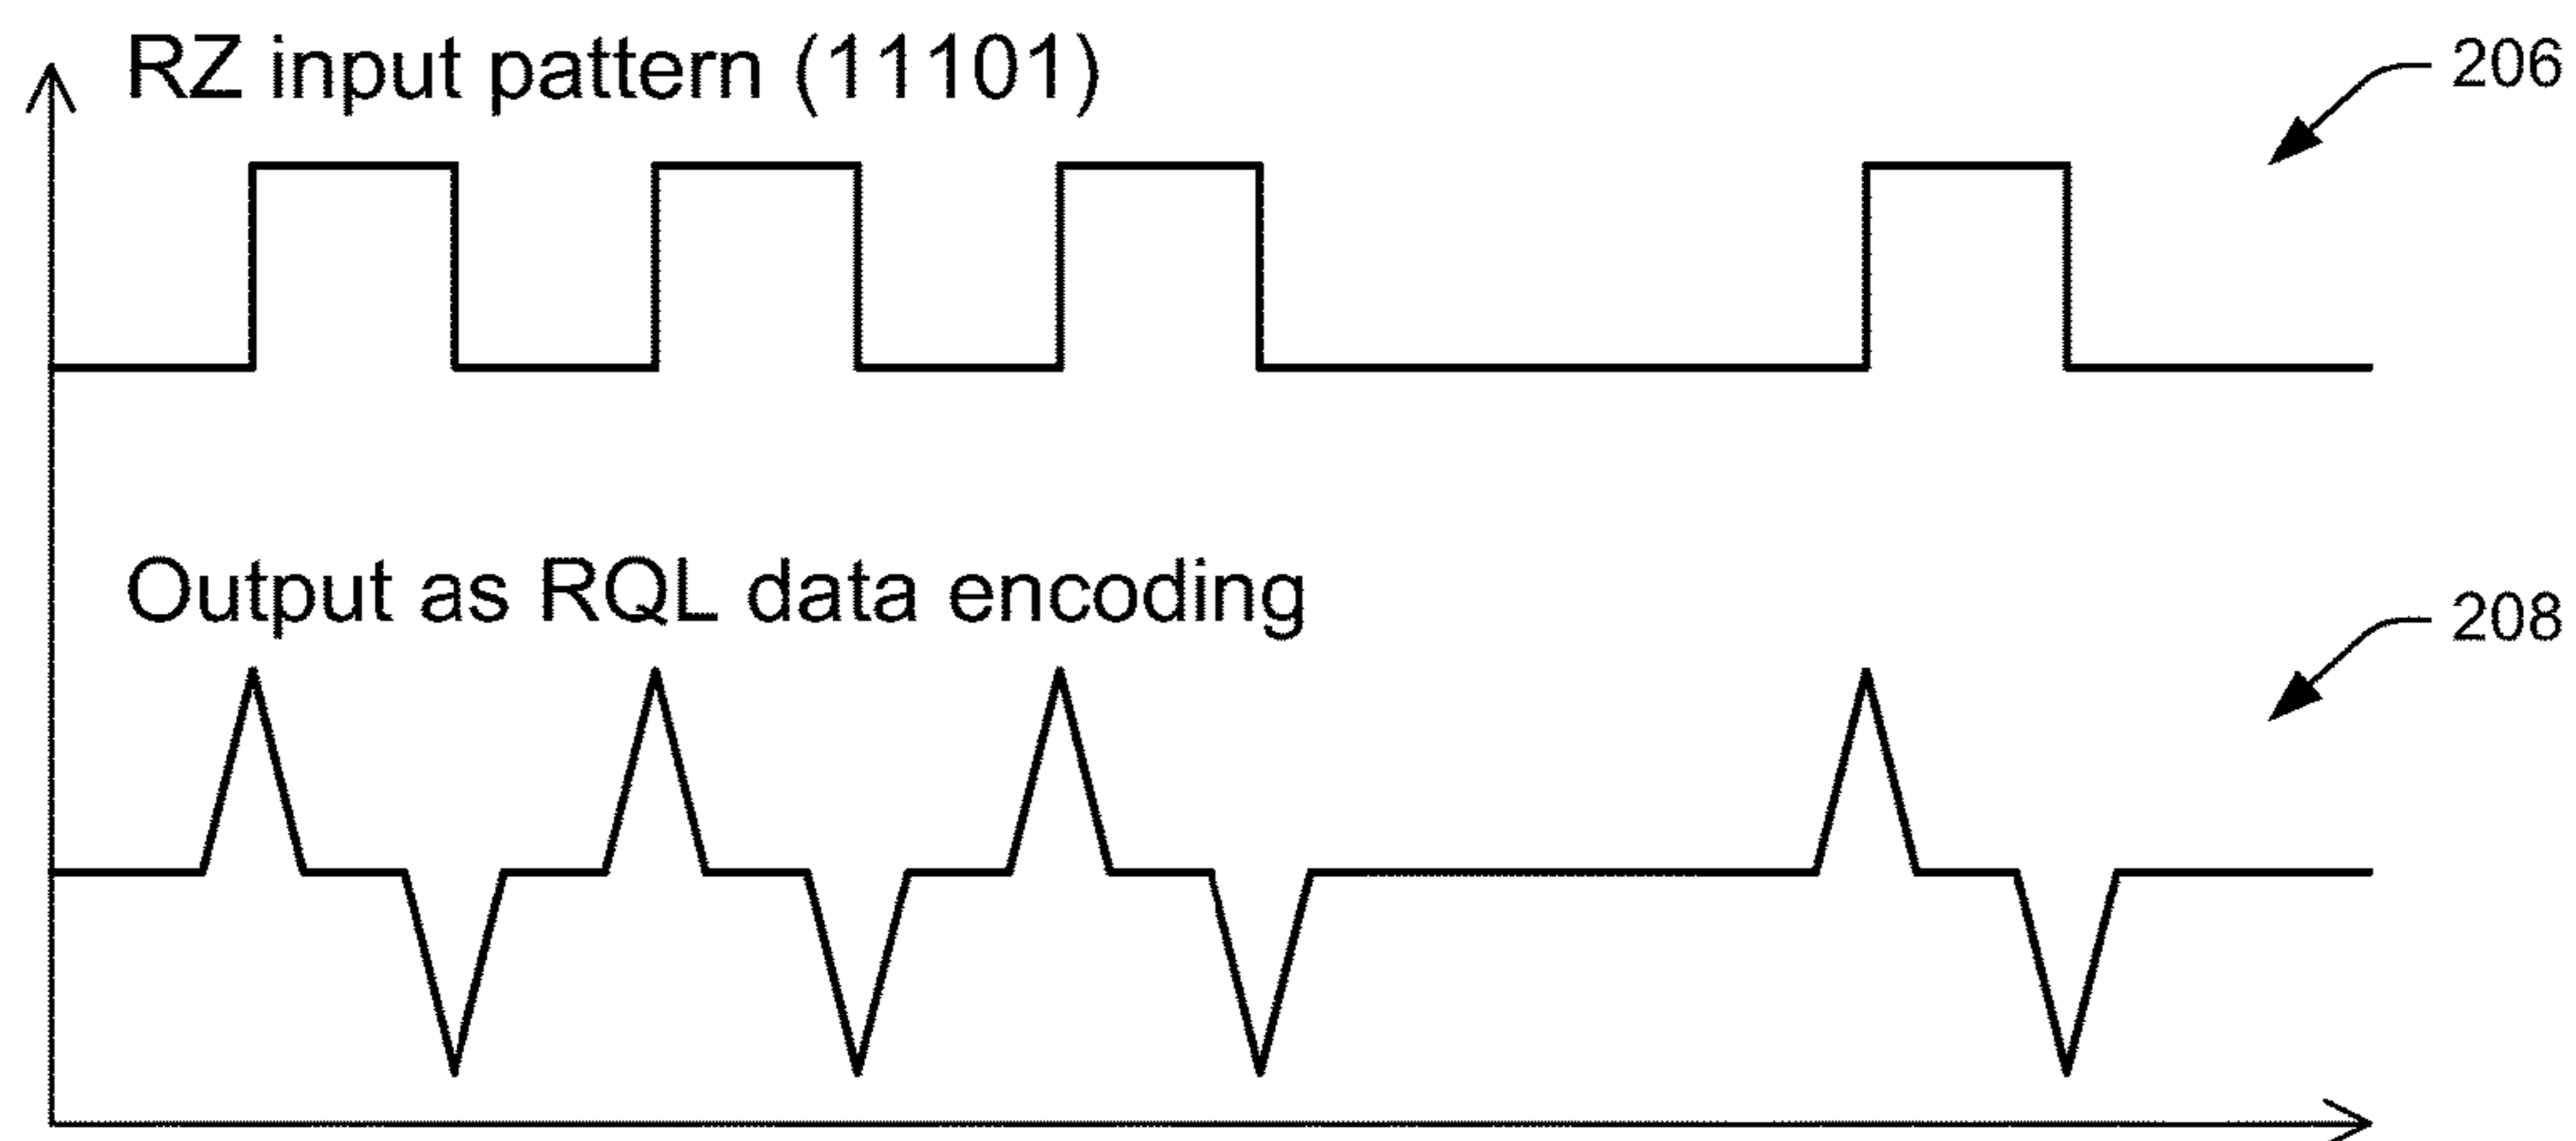 RZ input pattern (11101)
206
Output as RQL data encoding
208